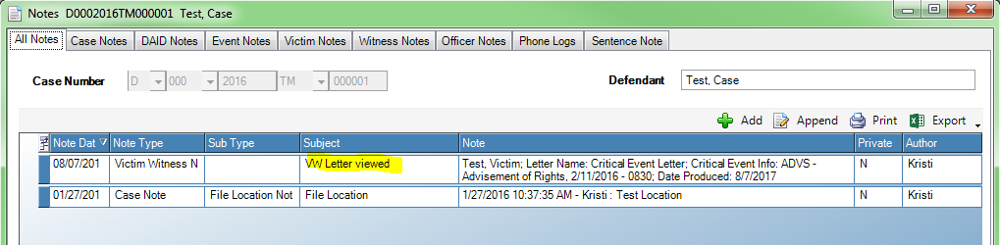 Notes D0002016TM000001 Test, Case
All Notes Case Notes DAID Notes Event Notes Victim Notes Witness Notes Officer Notes Phone Logs Sentence Note
Case Number D 000 2016 TM 000001 Defendant Test, Case
Add Append Print Export
Note Dat Note Type Sub Type Subject Note Private Author
08/07/201 Victim Witness N VW Letter viewed Test, Victim; Letter Name: Critical Event Letter; Critical Event Info: ADVS - N Kristi
Advisement of Rights, 2/11/2016 - 0830; Date Produced: 8/7/2017
01/27/201 Case Note File Location Not File Location 1/27/2016 10:37:35 AM - Kristi : Test Location N Kristi